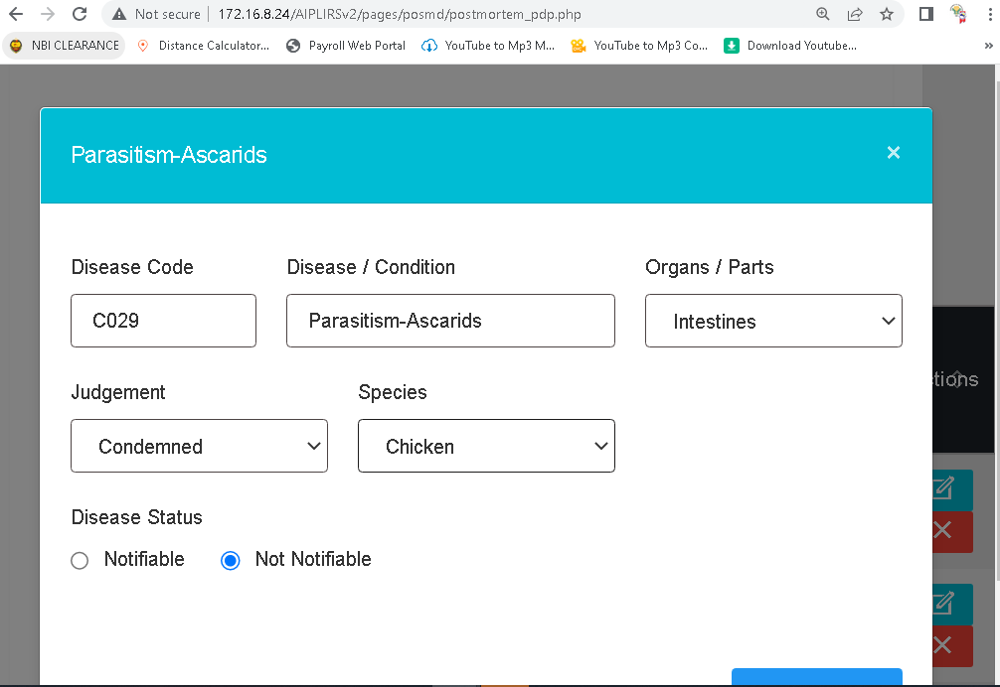 Not secure 172.16.8.24/AIPLIRSv2/pages/posmd/postmortem_pdp.php
NBI CLEARANCE Distance Calculator... Payroll Web Portal YouTube to Mp3 M... YouTube to Mp3 Co... Download Youtube... »
Parasitism-Ascarids ×
Disease Code Disease / Condition Organs / Parts
C029 Parasitism-Ascarids Intestines
tions
Judgement Species
Condemned Chicken
Disease Status
Notifiable Not Notifiable